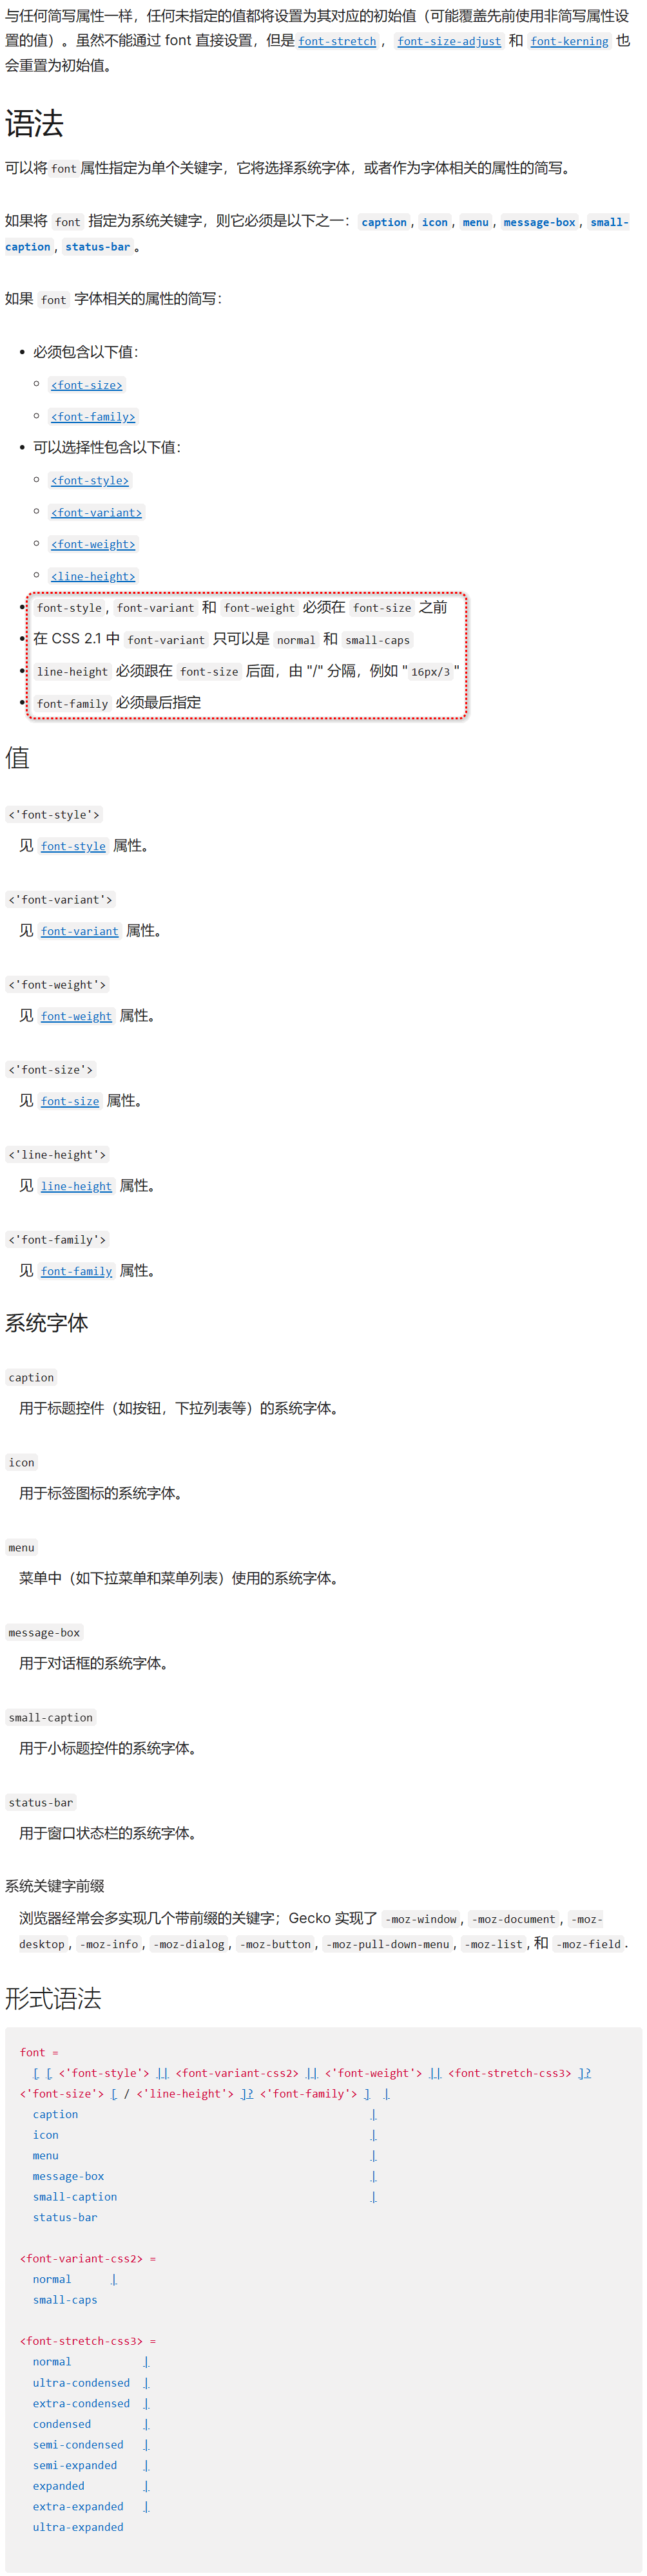 与任何简写属性一样，任何未指定的值都将设置为其对应的初始值（可能覆盖先前使用非简写属性设
置的值）。虽然不能通过 font 直接设置，但是 font-stretch, font-size-adjust 和 font-kerning 也
会重置为初始值。
语法
可以将 font 属性指定为单个关键字，它将选择系统字体，或者作为字体相关的属性的简写。
如果将 font 指定为系统关键字，则它必须是以下之一：caption, icon, menu, message-box, small-
caption, status-bar。
如果 font 字体相关的属性的简写：
• 必须包含以下值：
◦ <font-size>
◦ <font-family>
• 可以选择性包含以下值：
◦ <font-style>
◦ <font-variant>
◦ <font-weight>
◦ <line-height>
• font-style, font-variant 和 font-weight 必须在 font-size 之前
• 在 CSS 2.1 中 font-variant 只可以是 normal 和 small-caps
• line-height 必须跟在 font-size 后面，由 "/" 分隔，例如 "16px/3"
• font-family 必须最后指定
值
<'font-style'>
见 font-style 属性。
<'font-variant'>
见 font-variant 属性。
<'font-weight'>
见 font-weight 属性。
<'font-size'>
见 font-size 属性。
<'line-height'>
见 line-height 属性。
<'font-family'>
见 font-family 属性。
系统字体
caption
用于标题控件（如按钮，下拉列表等）的系统字体。
icon
用于标签图标的系统字体。
menu
菜单中（如下拉菜单和菜单列表）使用的系统字体。
message-box
用于对话框的系统字体。
small-caption
用于小标题控件的系统字体。
status-bar
用于窗口状态栏的系统字体。
系统关键字前缀
浏览器经常会多实现几个带前缀的关键字；Gecko 实现了 -moz-window, -moz-document, -moz-
desktop, -moz-info, -moz-dialog, -moz-button, -moz-pull-down-menu, -moz-list, 和 -moz-field.
形式语法
font =
[ [ <'font-style'> || <font-variant-css2> || <'font-weight'> || <font-stretch-css3> ]?
<'font-size'> [ / <'line-height'> ]? <'font-family'> ] |
caption |
icon |
menu |
message-box |
small-caption |
status-bar
<font-variant-css2> =
normal |
small-caps
<font-stretch-css3> =
normal |
ultra-condensed |
extra-condensed |
condensed |
semi-condensed |
semi-expanded |
expanded |
extra-expanded |
ultra-expanded